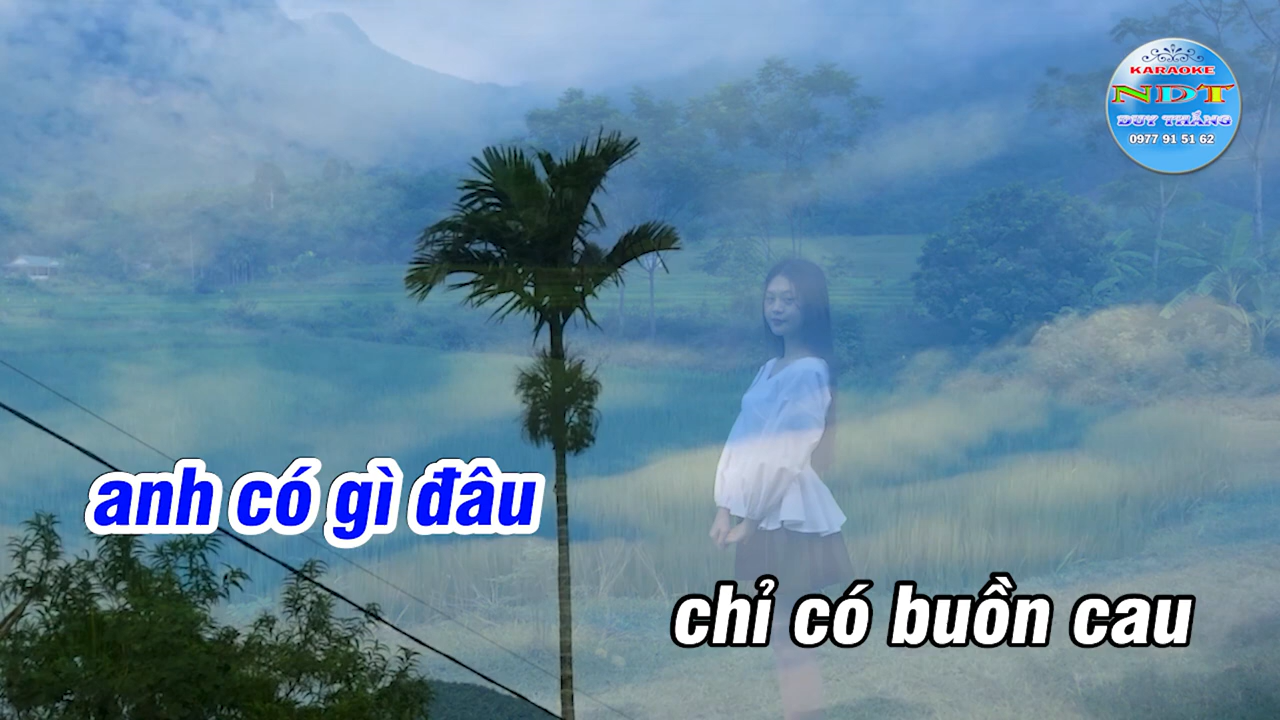 KARAOKE
NDT
DUY THẮNG
0977 91 51 62
anh có gì đâu
chỉ có buồn cau